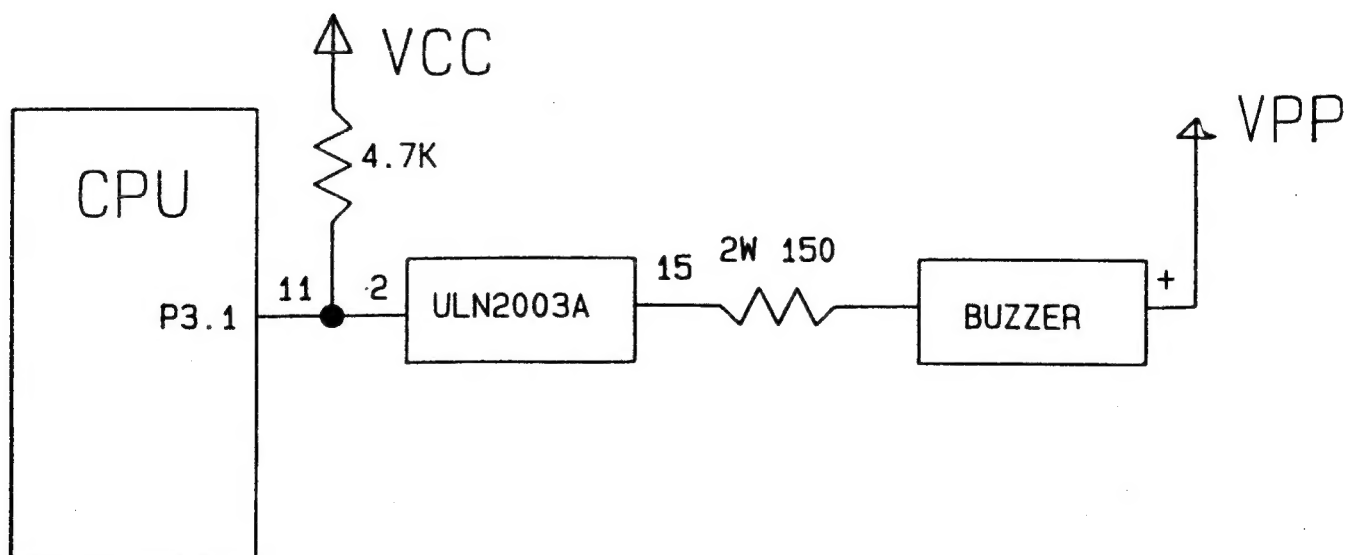 VCC
VPP
4.7K
CPU
2W 150
11 2 15 +
P3.1 ULN2003A BUZZER